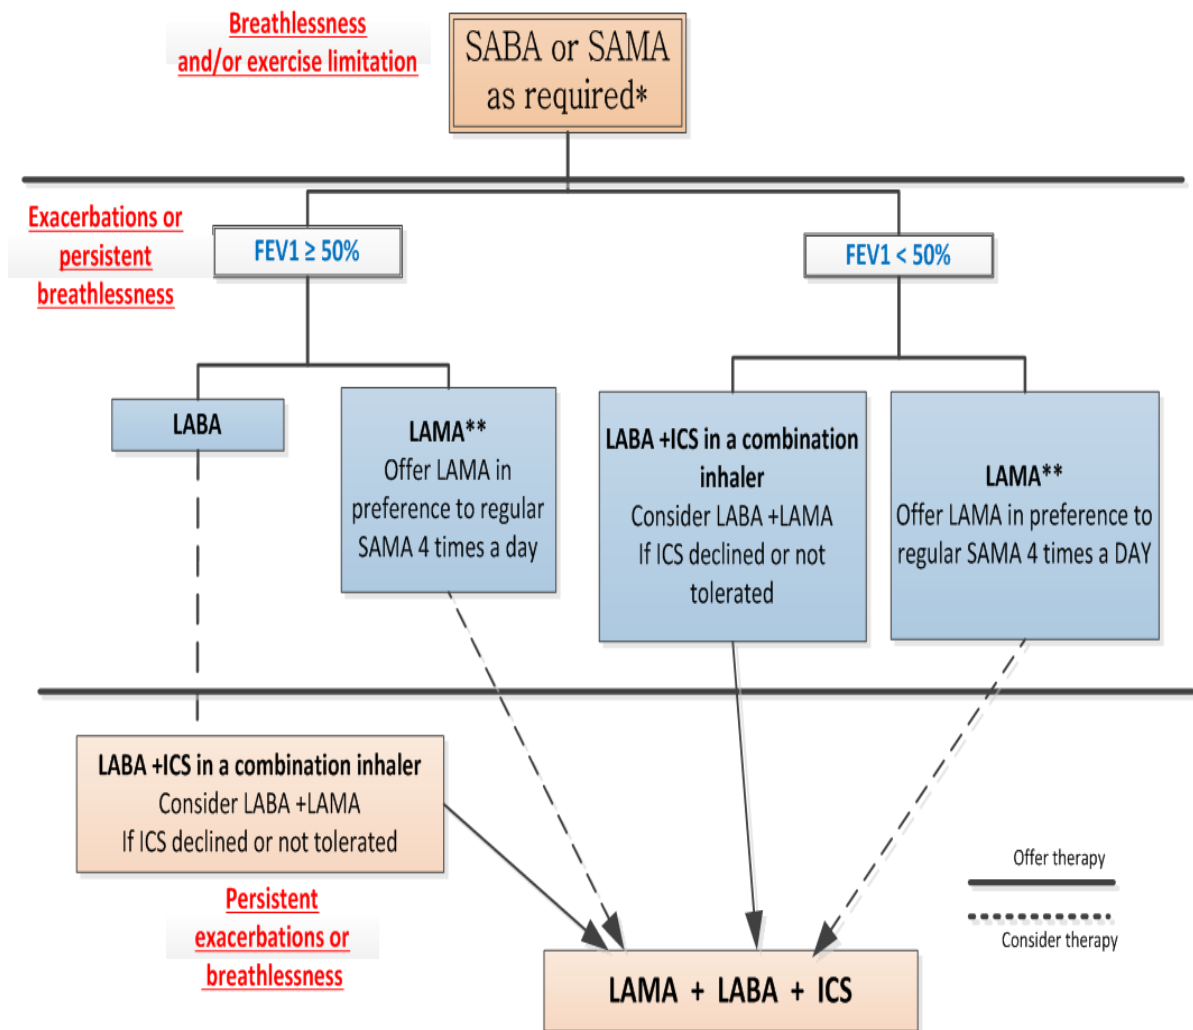 Breathlessness
and/or exercise limitation
SABA or SAMA
as required*
Exacerbations or
persistent
breathlessness
FEV1 ≥ 50%
FEV1 < 50%
LABA
LAMA**
Offer LAMA in
preference to regular
SAMA 4 times a day
LABA +ICS in a combination
inhaler
Consider LABA +LAMA
If ICS declined or not
tolerated
LAMA**
Offer LAMA in preference to
regular SAMA 4 times a DAY
LABA +ICS in a combination inhaler
Consider LABA +LAMA
If ICS declined or not tolerated
Persistent
exacerbations or
breathlessness
Offer therapy
Consider therapy
LAMA + LABA + ICS